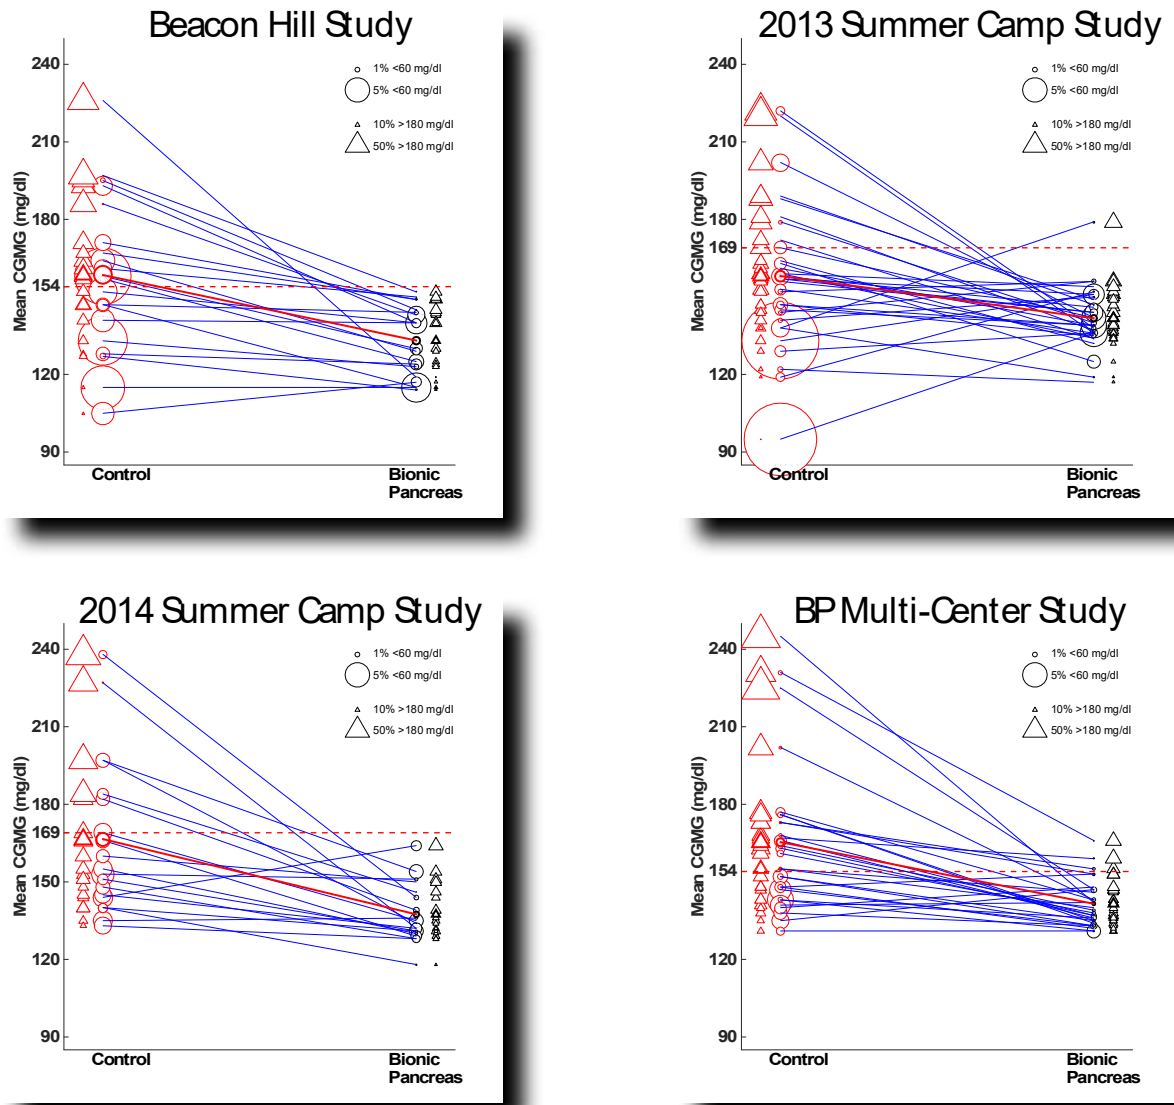 Beacon Hill Study
240
210
180
154
120
90
Mean CGMG (mg/dl)
1% <60 mg/dl
5% <60 mg/dl
10% >180 mg/dl
50% >180 mg/dl
Control
Bionic
Pancreas
2013 Summer Camp Study
240
210
180
169
150
120
90
Mean CGMG (mg/dl)
1% <60 mg/dl
5% <60 mg/dl
10% >180 mg/dl
50% >180 mg/dl
Control
Bionic
Pancreas
2014 Summer Camp Study
240
210
180
169
150
120
90
Mean CGMG (mg/dl)
1% <60 mg/dl
5% <60 mg/dl
10% >180 mg/dl
50% >180 mg/dl
Control
Bionic
Pancreas
BP Multi-Center Study
240
210
180
154
120
90
Mean CGMG (mg/dl)
1% <60 mg/dl
5% <60 mg/dl
10% >180 mg/dl
50% >180 mg/dl
Control
Bionic
Pancreas